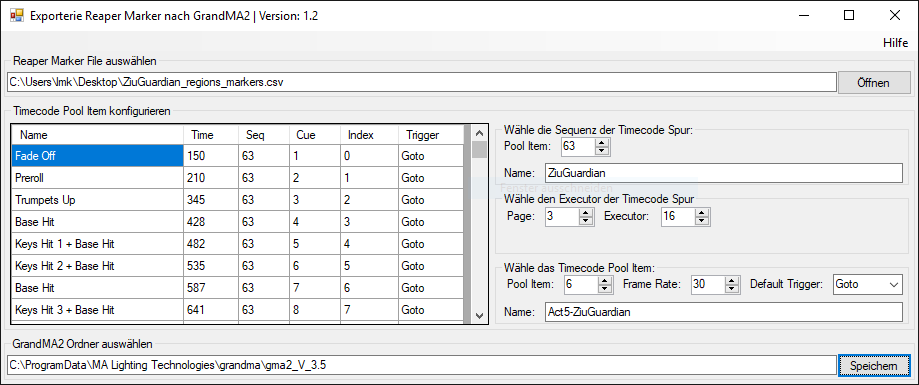 Exporterie Reaper Marker nach GrandMA2 | Version: 1.2
Hilfe
Reaper Marker File auswählen
C:\Users\lmk\Desktop\ZiuGuardian_regions_markers.csv Öffnen
Timecode Pool Item konfigurieren
Name Time Seq Cue Index Trigger
Fade Off 150 63 1 0 Goto
Preroll 210 63 2 1 Goto
Trumpets Up 345 63 3 2 Goto
Base Hit 428 63 4 3 Goto
Keys Hit 1 + Base Hit 482 63 5 4 Goto
Keys Hit 2 + Base Hit 535 63 6 5 Goto
Base Hit 587 63 7 6 Goto
Keys Hit 3 + Base Hit 641 63 8 7 Goto
Wähle die Sequenz der Timecode Spur:
Pool Item: 63
Name: ZiuGuardian
Fenster ausschneiden
Wähle den Executor der Timecode Spur
Page: 3 Executor: 16
Wähle das Timecode Pool Item:
Pool Item: 6 Frame Rate: 30 Default Trigger: Goto
Name: Act5-ZiuGuardian
GrandMA2 Ordner auswählen
C:\ProgramData\MA Lighting Technologies\grandma\gma2_V_3.5 Speichern